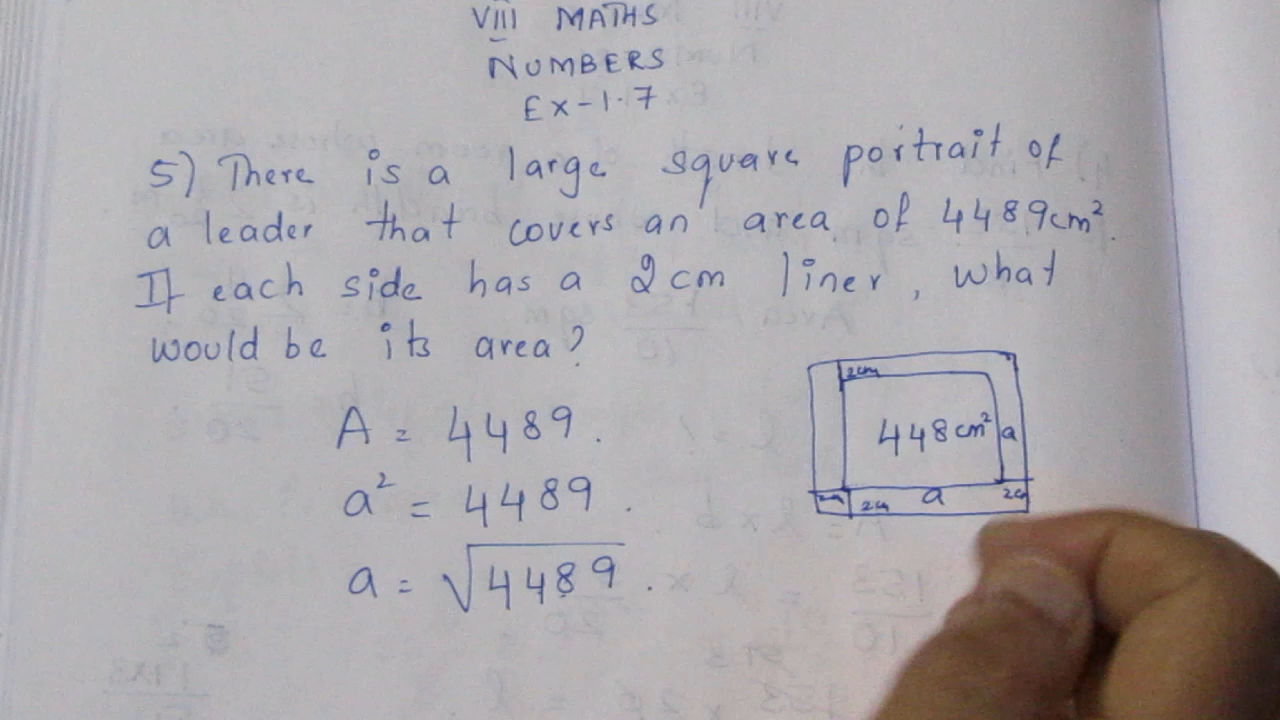 VIII MATHS
NUMBERS
Ex-1.7
5) There is a large square portrait of
a leader that covers an area of 4489cm².
If each side has a 2cm liner, what
would be its area?
A = 4489.
a² = 4489.
a = √4489.
2cm
448cm² a
2cm a 2c